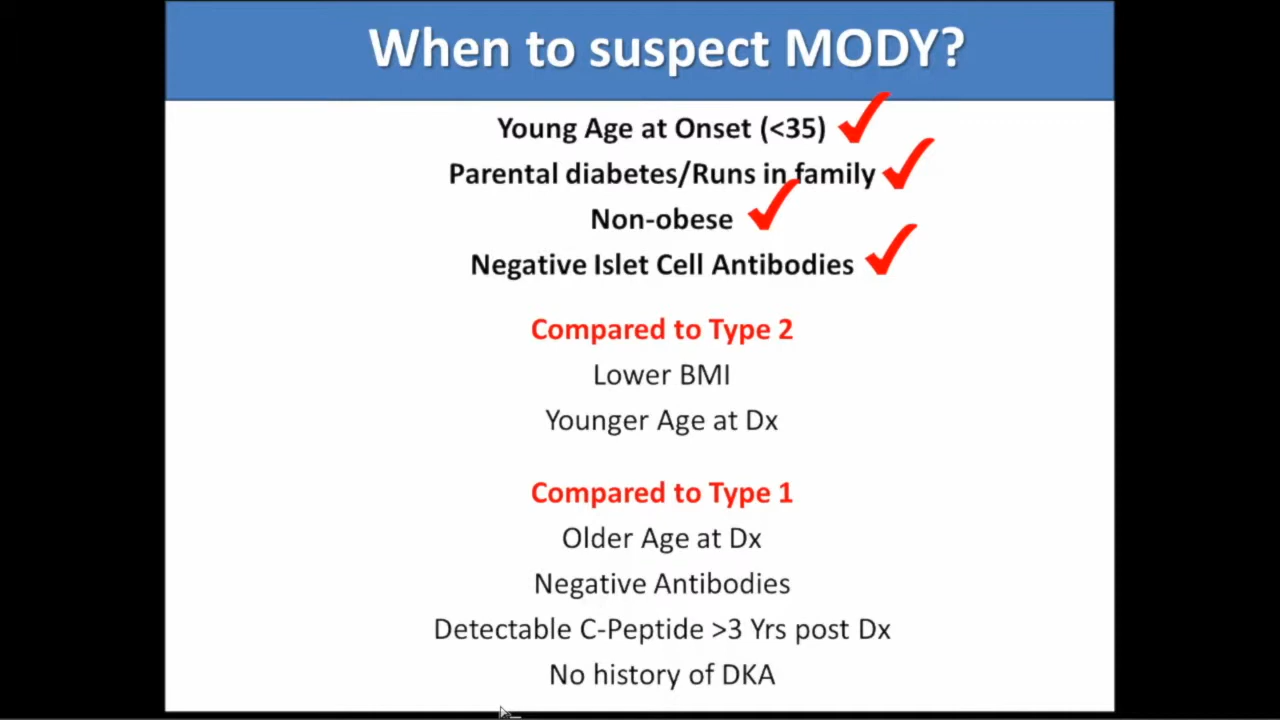 When to suspect MODY?
Young Age at Onset (<35)
Parental diabetes/Runs in family
Non-obese
Negative Islet Cell Antibodies
Compared to Type 2
Lower BMI
Younger Age at Dx
Compared to Type 1
Older Age at Dx
Negative Antibodies
Detectable C-Peptide >3 Yrs post Dx
No history of DKA